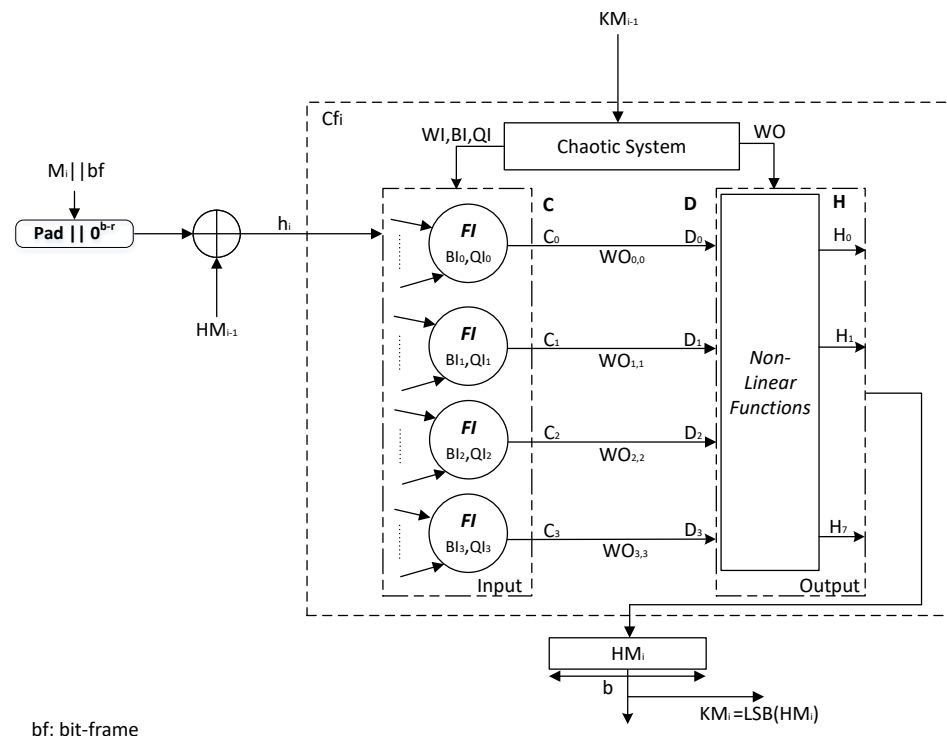 KMi-1
Cfi
WI,BI,QI
Chaotic System
WO
Mi||bf
Pad || 0^b-r
hi
HMi-1
C
D
H
FI
BI0,QI0
C0
WO0,0
D0
H0
FI
BI1,QI1
C1
WO1,1
D1
H1
Non-
Linear
Functions
FI
BI2,QI2
C2
WO2,2
D2
FI
BI3,QI3
C3
WO3,3
D3
H7
Input
Output
HMi
b
KMi=LSB(HMi)
bf: bit-frame